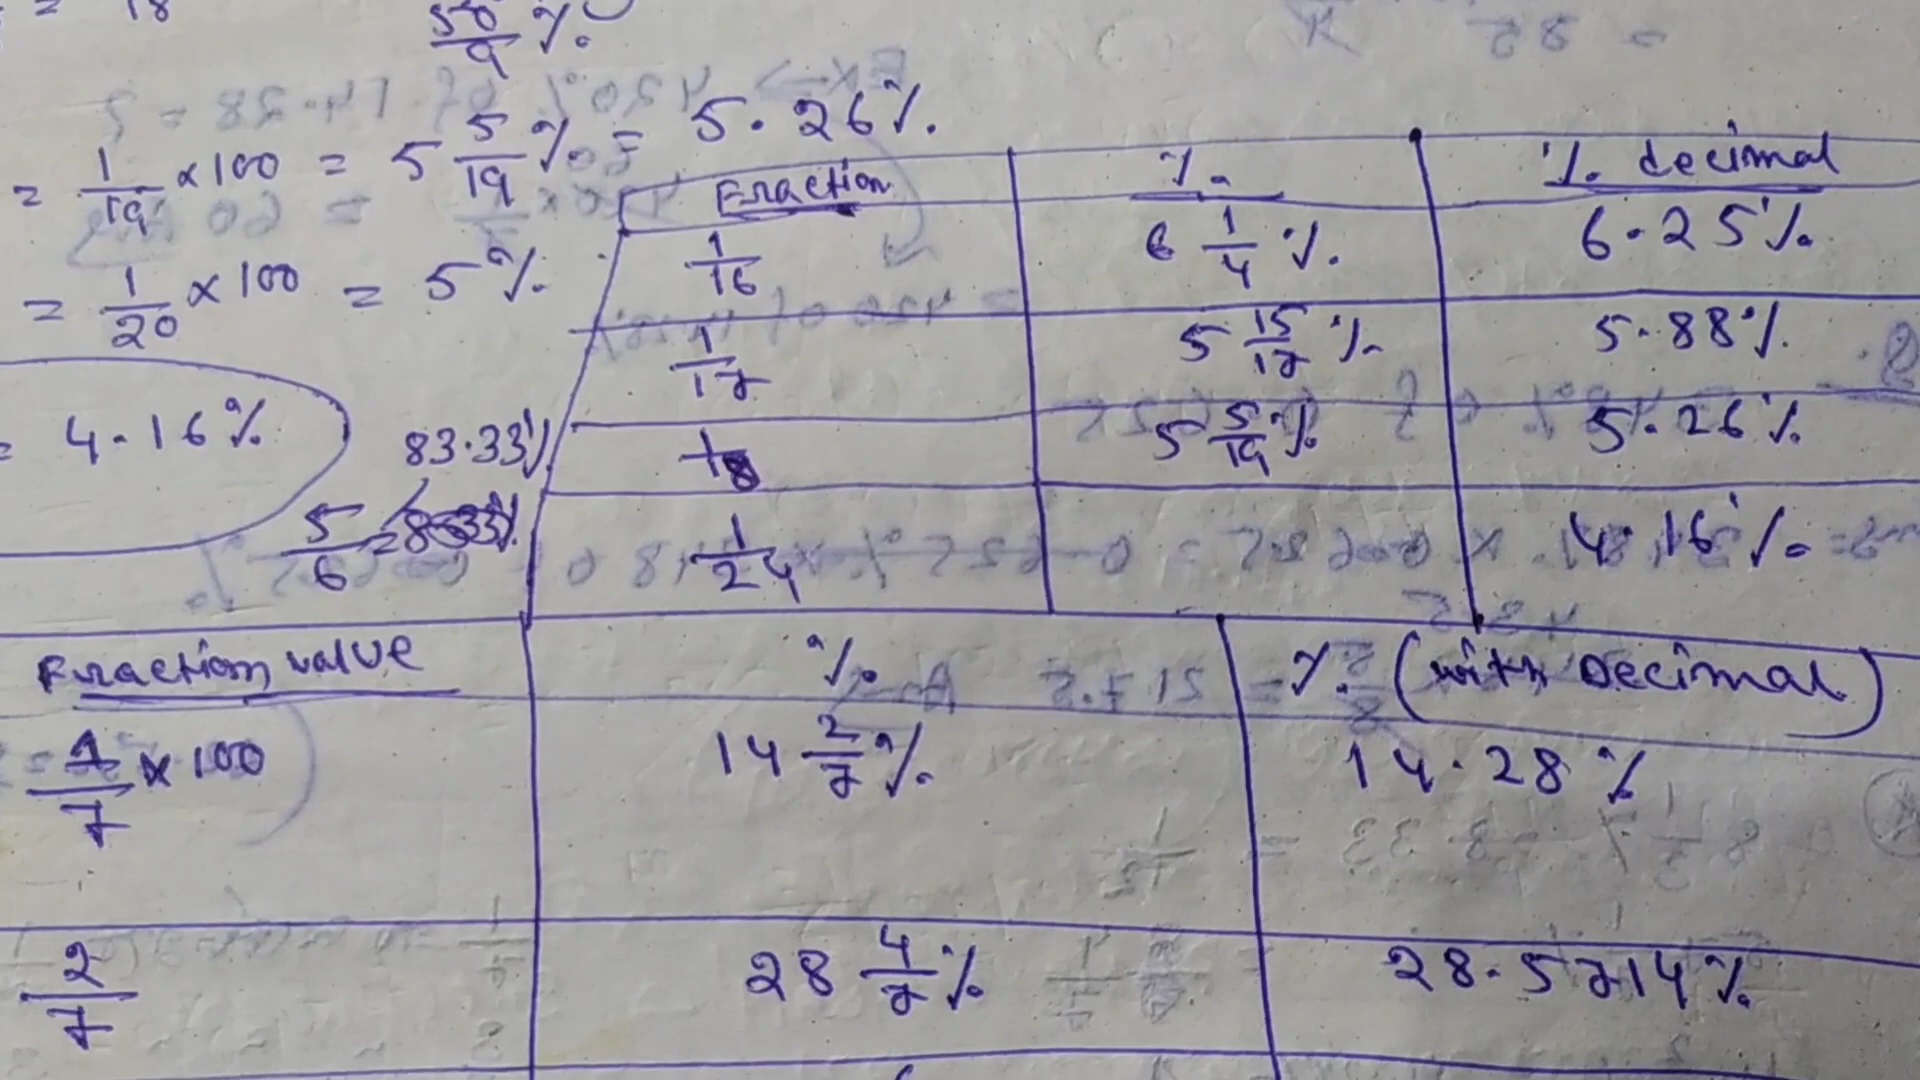 = 18
50/9 %
= 1/19 × 100 = 5 5/19 % = 5.26%
= 1/20 × 100 = 5%
= 4.16%
83.33%
5/6 =
Fraction % % decimal
1/16 6 1/4 % 6.25%
1/17 5 15/17 % 5.88%
1/18 5 5/19 % 5.26%
1/24 4.16%
Fraction value % % (with Decimal)
1/7 × 100 14 2/7 % 14.28%
2/7 28 4/7 % 28.5714%